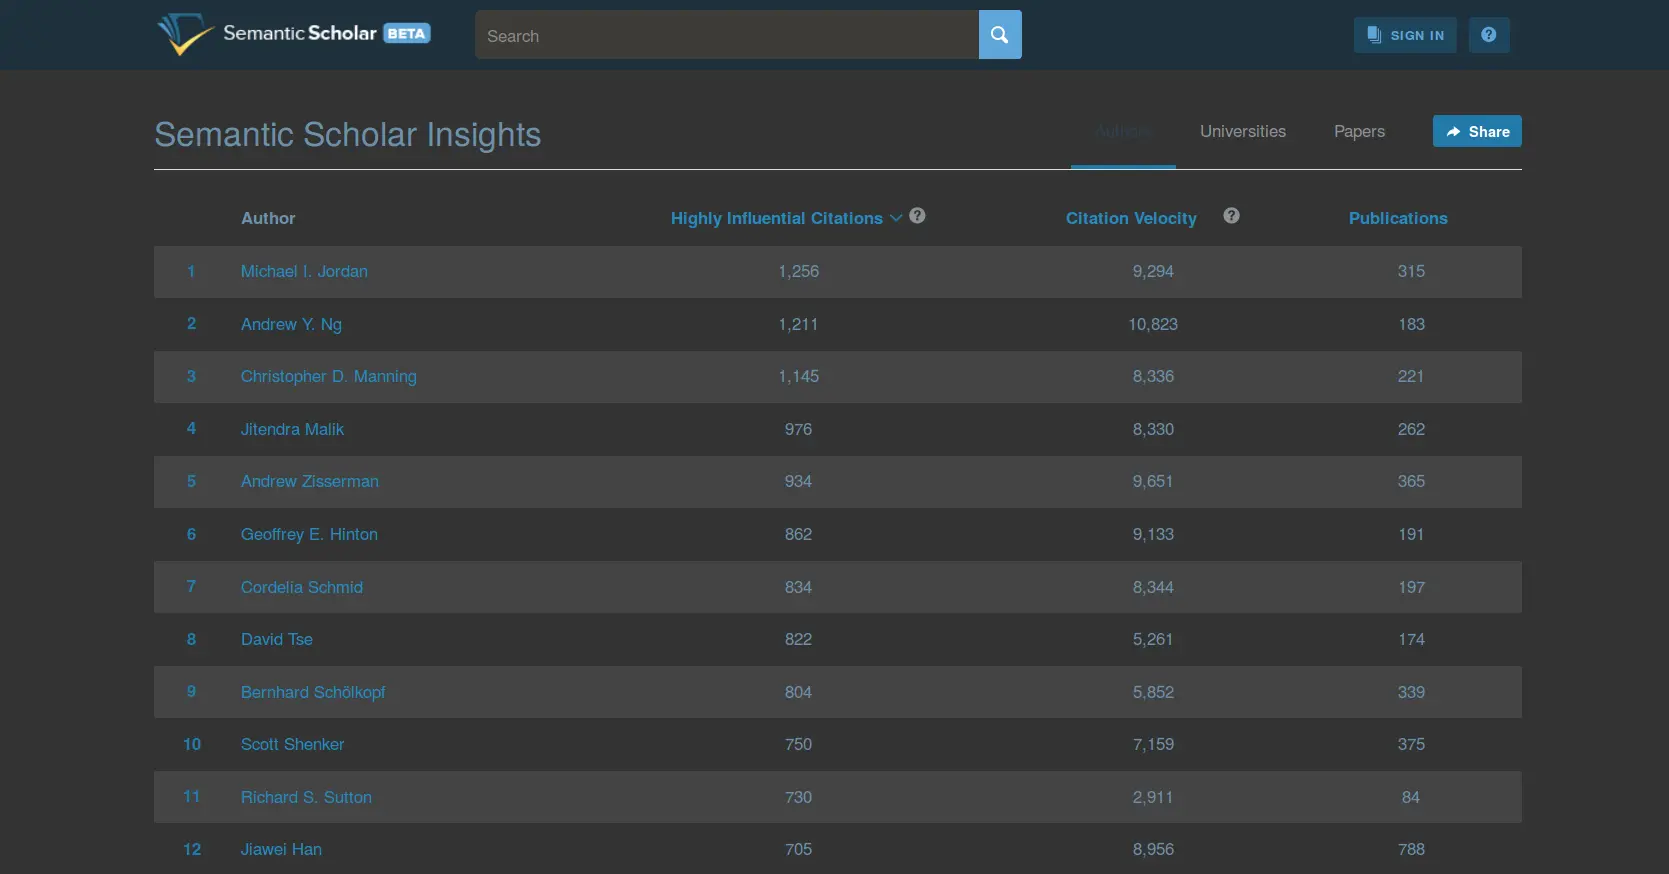 Semantic Scholar BETA
Search
SIGN IN
?
Semantic Scholar Insights
Authors
Universities
Papers
Share
Author Highly Influential Citations ? Citation Velocity ? Publications
1 Michael I. Jordan 1,256 9,294 315
2 Andrew Y. Ng 1,211 10,823 183
3 Christopher D. Manning 1,145 8,336 221
4 Jitendra Malik 976 8,330 262
5 Andrew Zisserman 934 9,651 365
6 Geoffrey E. Hinton 862 9,133 191
7 Cordelia Schmid 834 8,344 197
8 David Tse 822 5,261 174
9 Bernhard Schölkopf 804 5,852 339
10 Scott Shenker 750 7,159 375
11 Richard S. Sutton 730 2,911 84
12 Jiawei Han 705 8,956 788